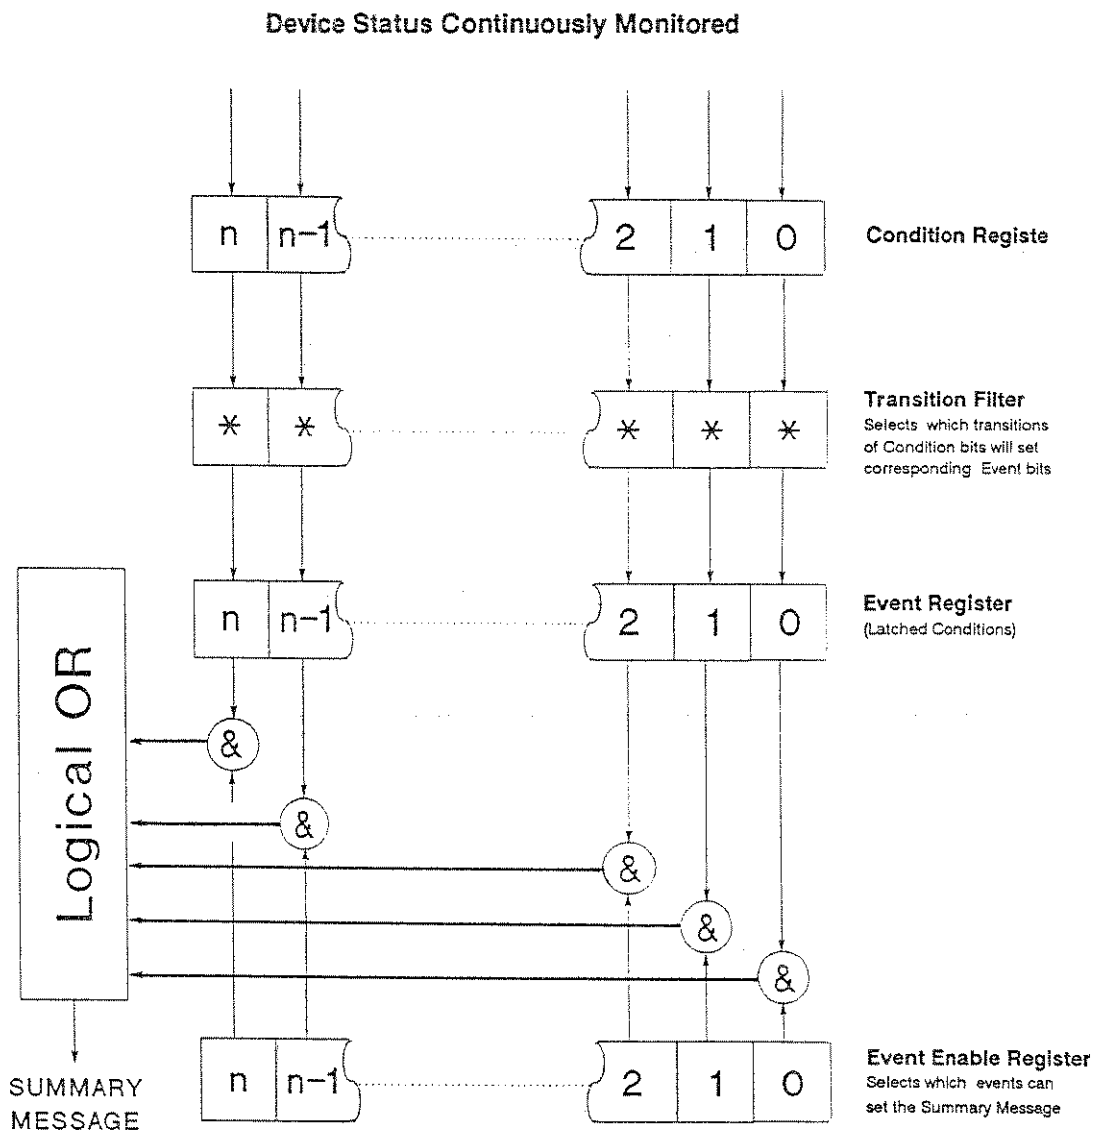 Device Status Continuously Monitored
n n-1 2 1 0
Condition Registe
* * * * *
Transition Filter
Selects which transitions
of Condition bits will set
corresponding Event bits
n n-1 2 1 0
Event Register
(Latched Conditions)
Logical OR
&
&
&
&
&
n n-1 2 1 0
Event Enable Register
Selects which events can
set the Summary Message
SUMMARY
MESSAGE